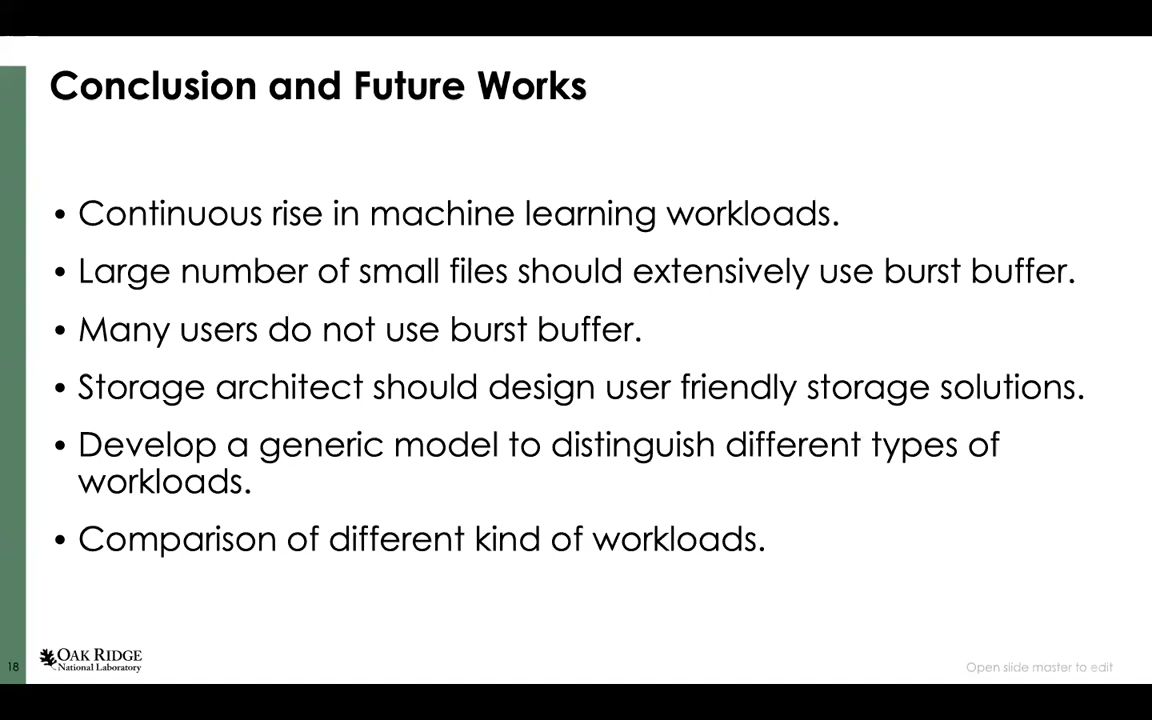 Conclusion and Future Works
• Continuous rise in machine learning workloads.
• Large number of small files should extensively use burst buffer.
• Many users do not use burst buffer.
• Storage architect should design user friendly storage solutions.
• Develop a generic model to distinguish different types of
workloads.
• Comparison of different kind of workloads.
18
OAK RIDGE
National Laboratory
Open slide master to edit